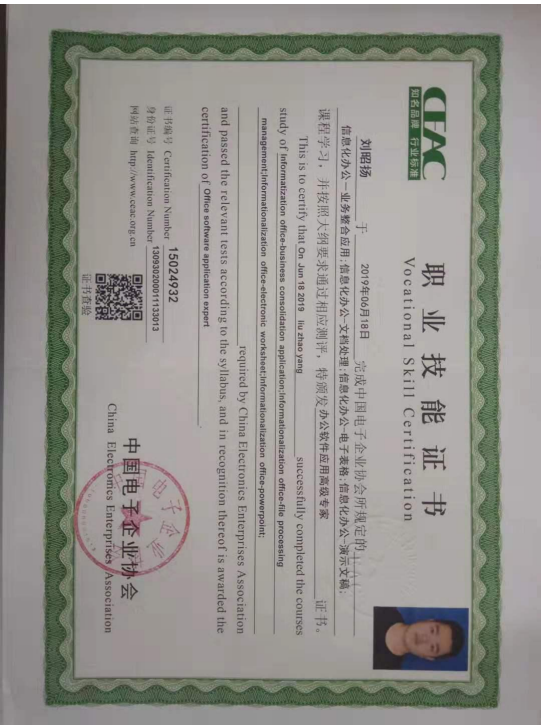 CEAC
知名品牌 行业标准
职业技能证书
Vocational Skill Certification
刘昭扬 于 2019年06月18日 完成中国电子企业协会所规定的
信息化办公–业务整合应用;信息化办公–文档处理;信息化办公–电子表格;信息化办公–演示文稿;
课程学习，并按照大纲要求通过相应测评，特颁发办公软件应用高级专家 证书。
This is to certify that On Jun 18 2019 liu zhao yang successfully completed the courses
study of Informatization office-business consolidation application;Informationalization office-file processing
management;Informationalization office-electronic worksheet;Informationalization office-powerpoint;
required by China Electronics Enterprises Association
and passed the relevant tests according to the syllabus, and in recognition thereof is awarded the
certification of Office software application expert.
证书编号 Certification Number 15024932
身份证号 Identification Number 130930200011133013
网站查询 http://www.ceac.org.cn
证书查验
中国电子企业协会
China Electronics Enterprises Association